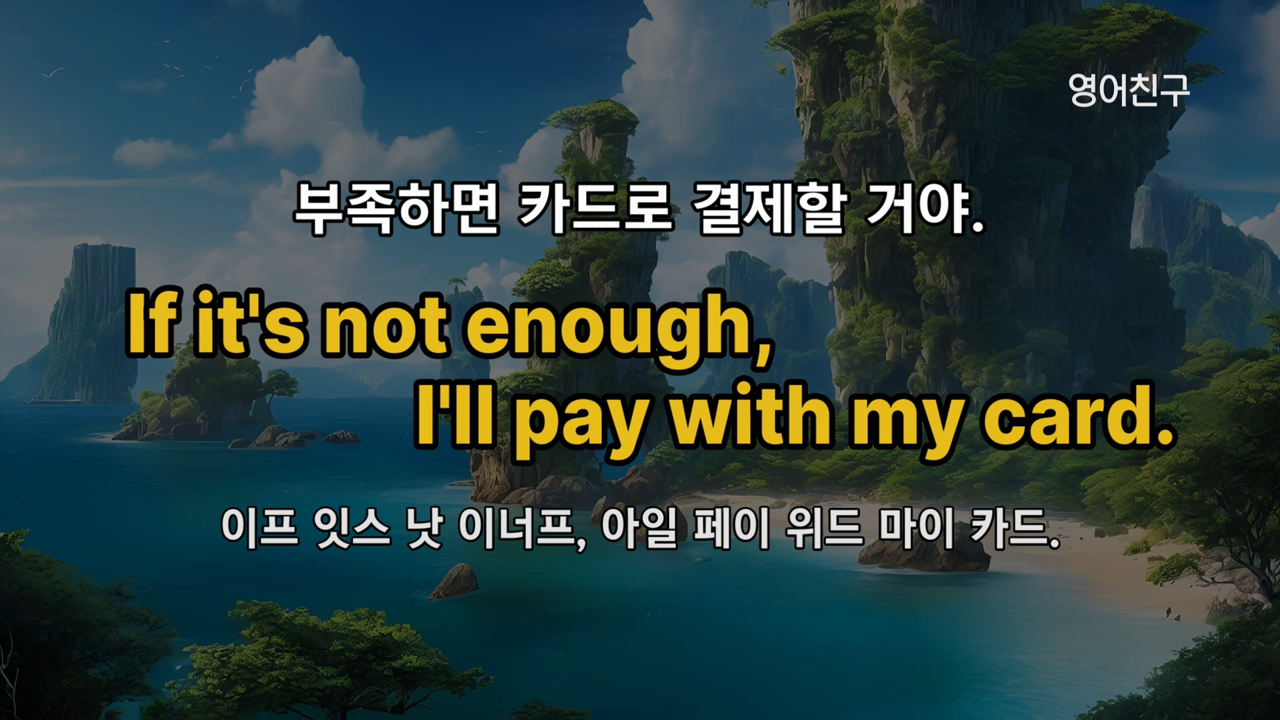 영어친구
부족하면 카드로 결제할 거야.
If it's not enough,
I'll pay with my card.
이프 잇스 낫 이너프, 아일 페이 위드 마이 카드.